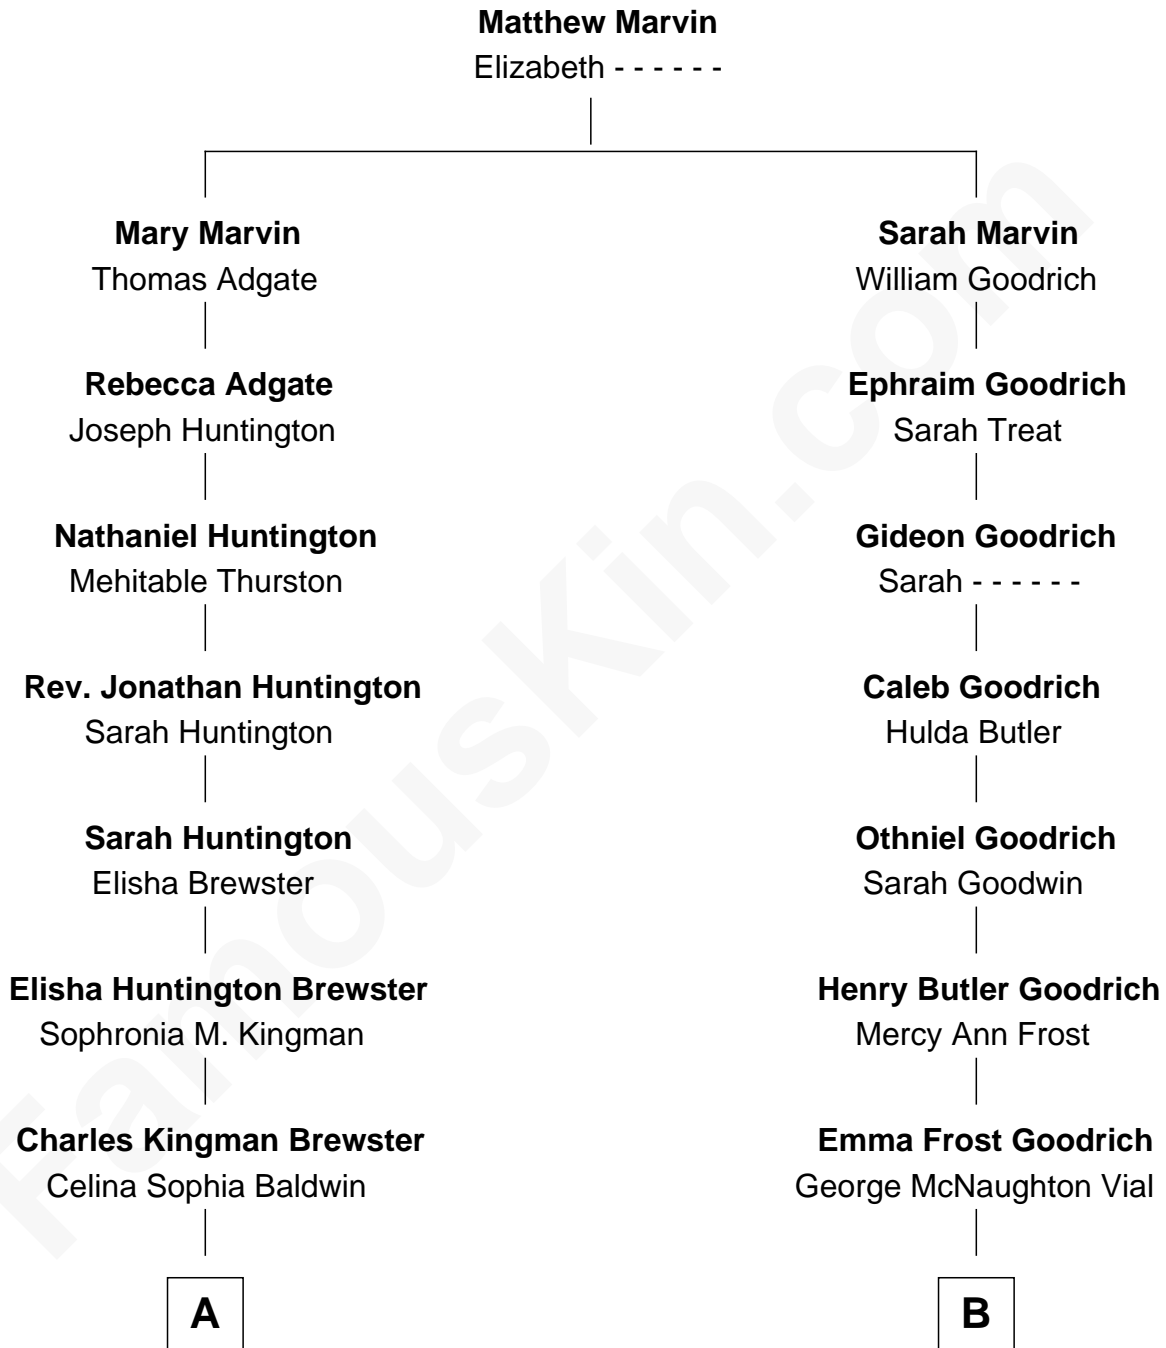 Matthew Marvin
Elizabeth - - - - - -
Mary Marvin
Thomas Adgate
Sarah Marvin
William Goodrich
Rebecca Adgate
Joseph Huntington
Ephraim Goodrich
Sarah Treat
Nathaniel Huntington
Mehitable Thurston
Gideon Goodrich
Sarah - - - - - -
Rev. Jonathan Huntington
Sarah Huntington
Caleb Goodrich
Hulda Butler
Sarah Huntington
Elisha Brewster
Othniel Goodrich
Sarah Goodwin
Elisha Huntington Brewster
Sophronia M. Kingman
Henry Butler Goodrich
Mercy Ann Frost
Charles Kingman Brewster
Celina Sophia Baldwin
Emma Frost Goodrich
George McNaughton Vial
A
B
FamousKin.com